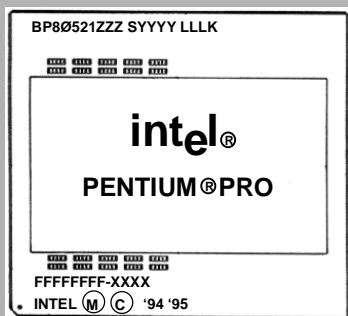 BP8Ø521ZZZ SYYYY LLLK
intel®
PENTIUM®PRO
FFFFFFFF-XXXX
INTEL Ⓜ Ⓒ '94 '95